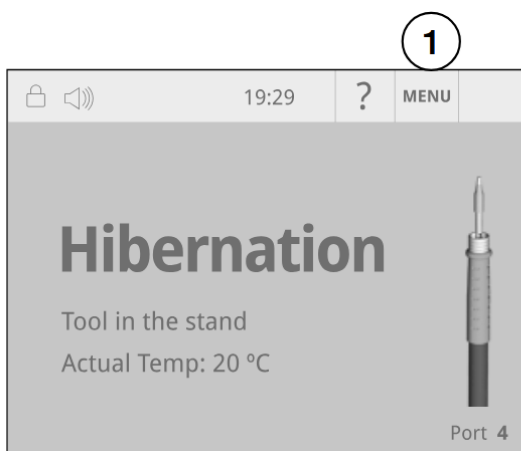 1
19:29 ? MENU
Hibernation
Tool in the stand
Actual Temp: 20 ºC
Port 4